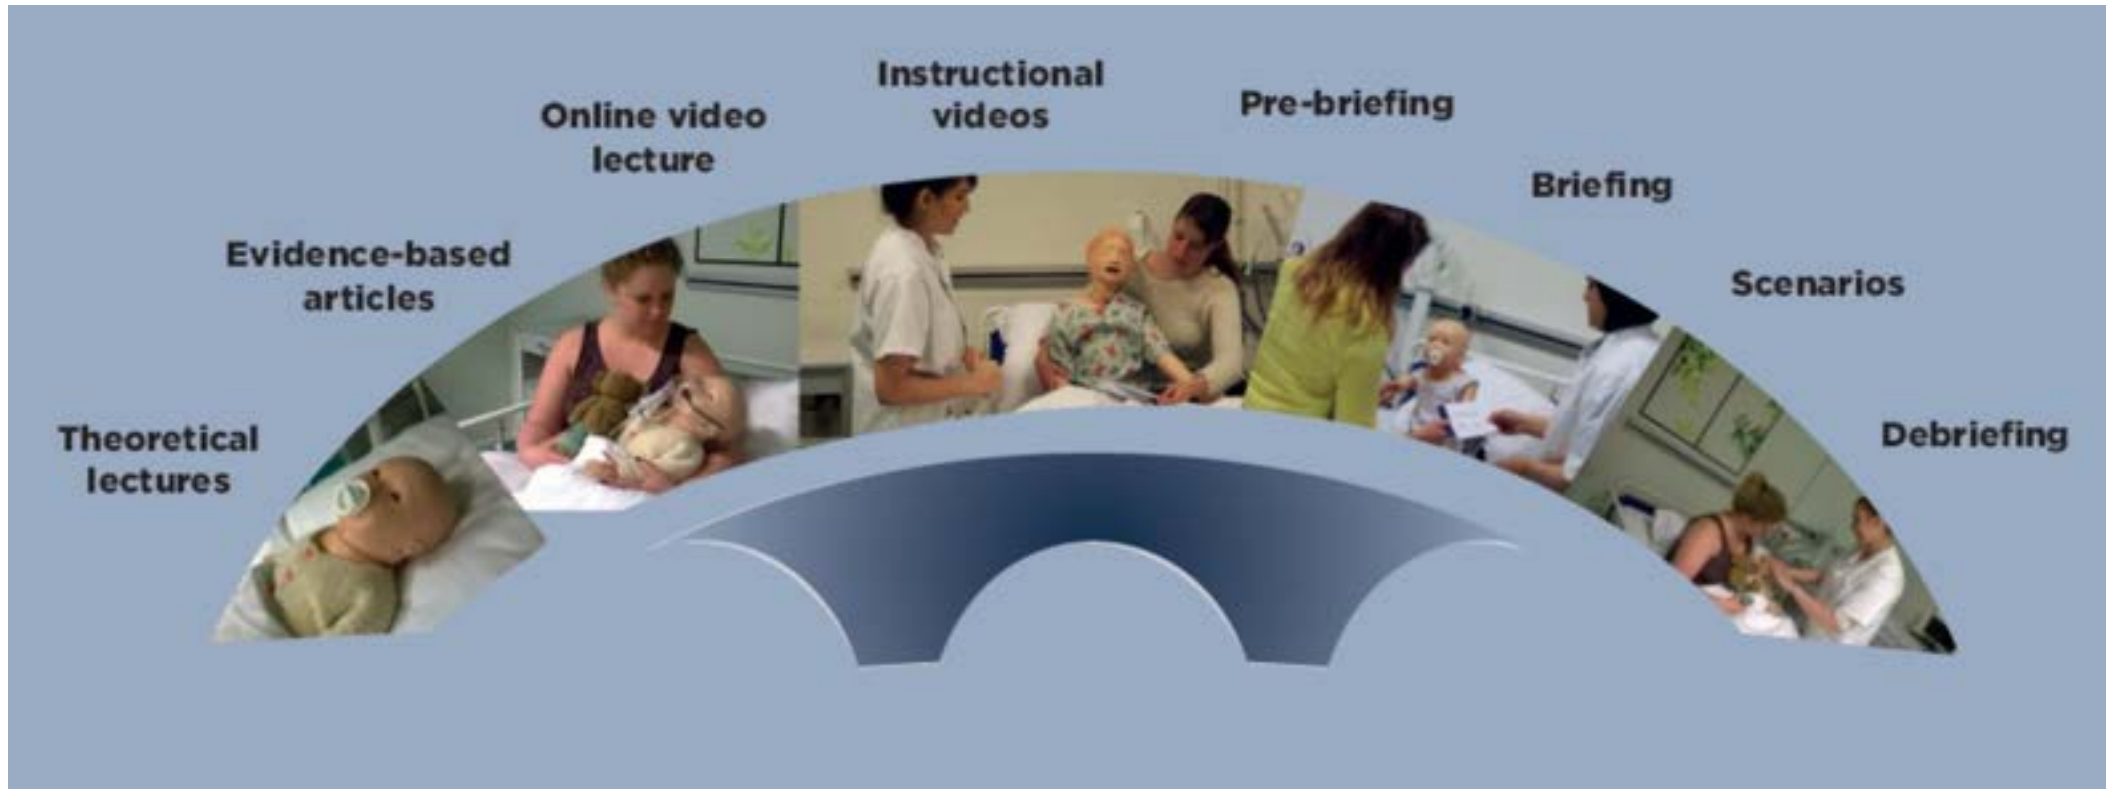 Theoretical
lectures
Evidence-based
articles
Online video
lecture
Instructional
videos
Pre-briefing
Briefing
Scenarios
Debriefing